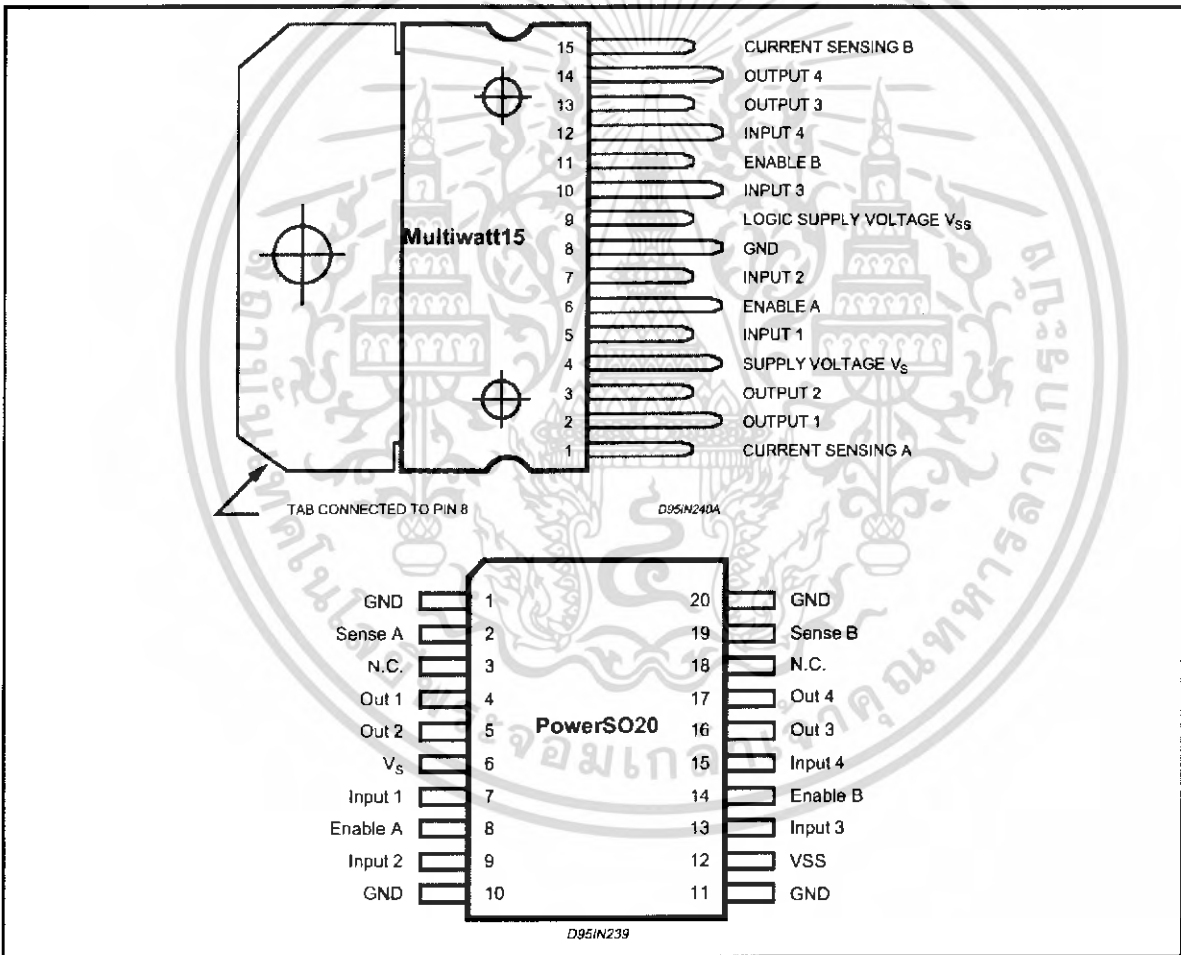 15 CURRENT SENSING B
14 OUTPUT 4
13 OUTPUT 3
12 INPUT 4
11 ENABLE B
10 INPUT 3
9 LOGIC SUPPLY VOLTAGE VSS
8 GND
7 INPUT 2
6 ENABLE A
5 INPUT 1
4 SUPPLY VOLTAGE VS
3 OUTPUT 2
2 OUTPUT 1
1 CURRENT SENSING A
Multiwatt15
TAB CONNECTED TO PIN 8
D95IN240A
GND 1 20 GND
Sense A 2 19 Sense B
N.C. 3 18 N.C.
Out 1 4 17 Out 4
Out 2 5 16 Out 3
VS 6 15 Input 4
Input 1 7 14 Enable B
Enable A 8 13 Input 3
Input 2 9 12 VSS
GND 10 11 GND
PowerSO20
D95IN239